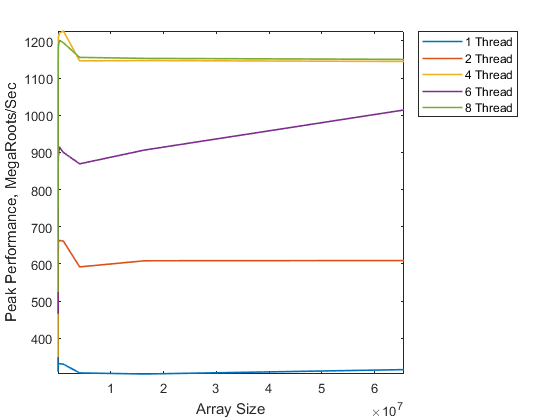 1200
1100
1000
900
800
700
600
500
400
Peak Performance, MegaRoots/Sec
1 2 3 4 5 6
×10^7
Array Size
1 Thread
2 Thread
4 Thread
6 Thread
8 Thread